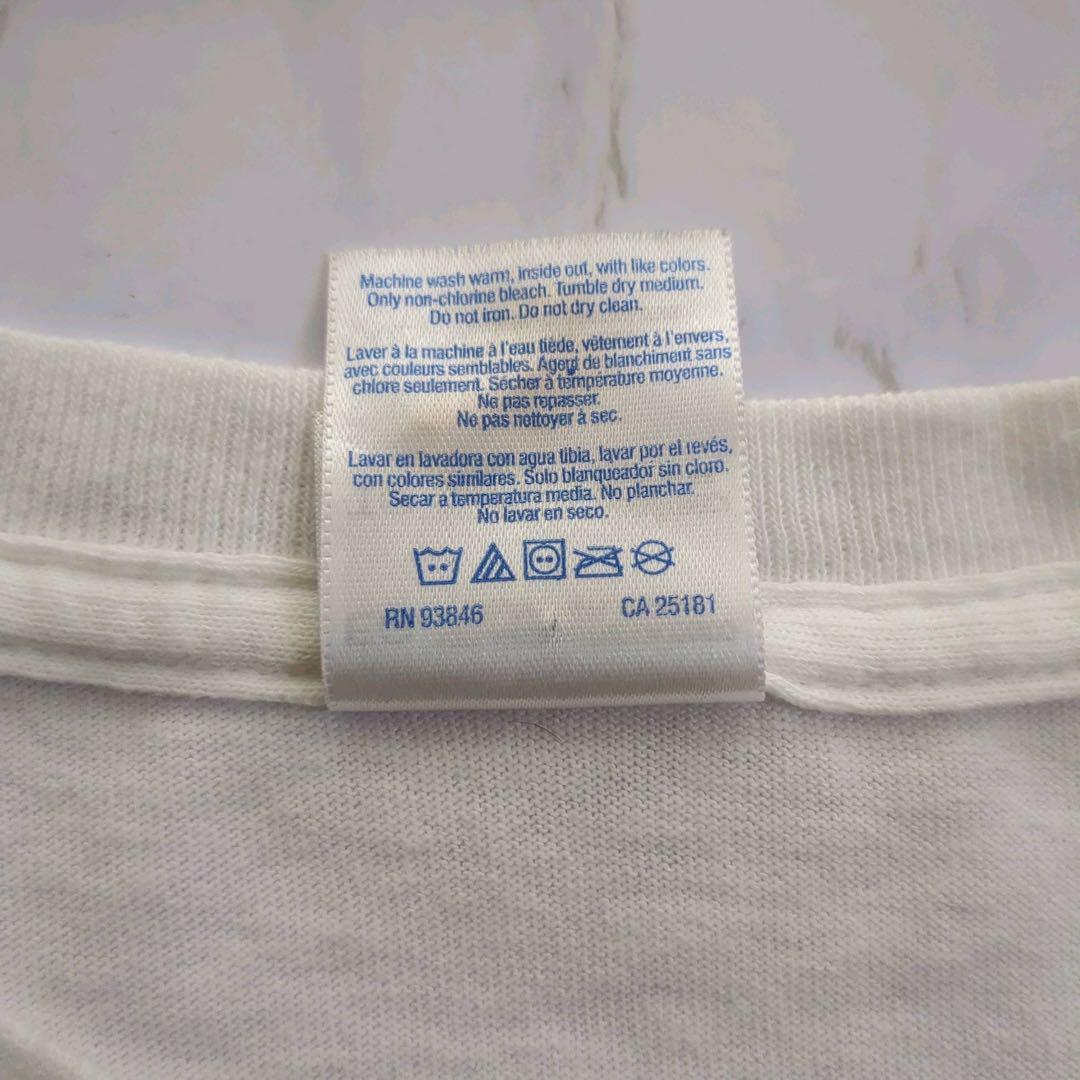 Machine wash warm, inside out, with like colors.
Only non-chlorine bleach. Tumble dry medium.
Do not iron. Do not dry clean.
Laver à la machine à l'eau tiède, vêtement à l'envers,
avec couleurs semblables. Agent de blanchiment sans
chlore seulement. Sécher à température moyenne.
Ne pas repasser.
Ne pas nettoyer à sec.
Lavar en lavadora con agua tibia, lavar por el revés,
con colores similares. Solo blanqueador sin cloro.
Secar a temperatura media. No planchar.
No lavar en seco.
RN 93846 CA 25181